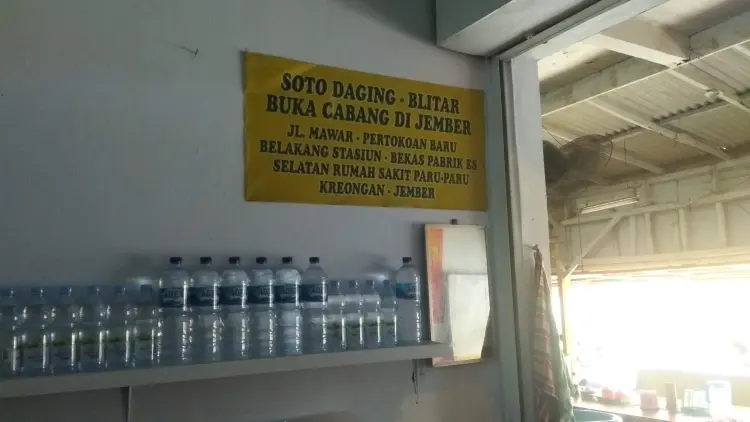 SOTO DAGING - BLITAR
BUKA CABANG DI JEMBER
JL. MAWAR - PERTOKOAN BARU
BELAKANG STASIUN - BEKAS PABRIK ES
SELATAN RUMAH SAKIT PARU-PARU
KREONGAN - JEMBER